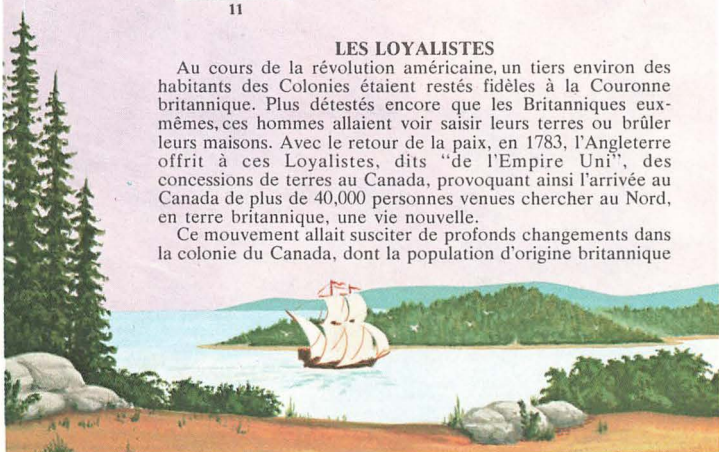 11
LES LOYALISTES
Au cours de la révolution américaine, un tiers environ des
habitants des Colonies étaient restés fidèles à la Couronne
britannique. Plus détestés encore que les Britanniques eux-
mêmes, ces hommes allaient voir saisir leurs terres ou brûler
leurs maisons. Avec le retour de la paix, en 1783, l'Angleterre
offrit à ces Loyalistes, dits "de l'Empire Uni", des
concessions de terres au Canada, provoquant ainsi l'arrivée au
Canada de plus de 40,000 personnes venues chercher au Nord,
en terre britannique, une vie nouvelle.
Ce mouvement allait susciter de profonds changements dans
la colonie du Canada, dont la population d'origine britannique